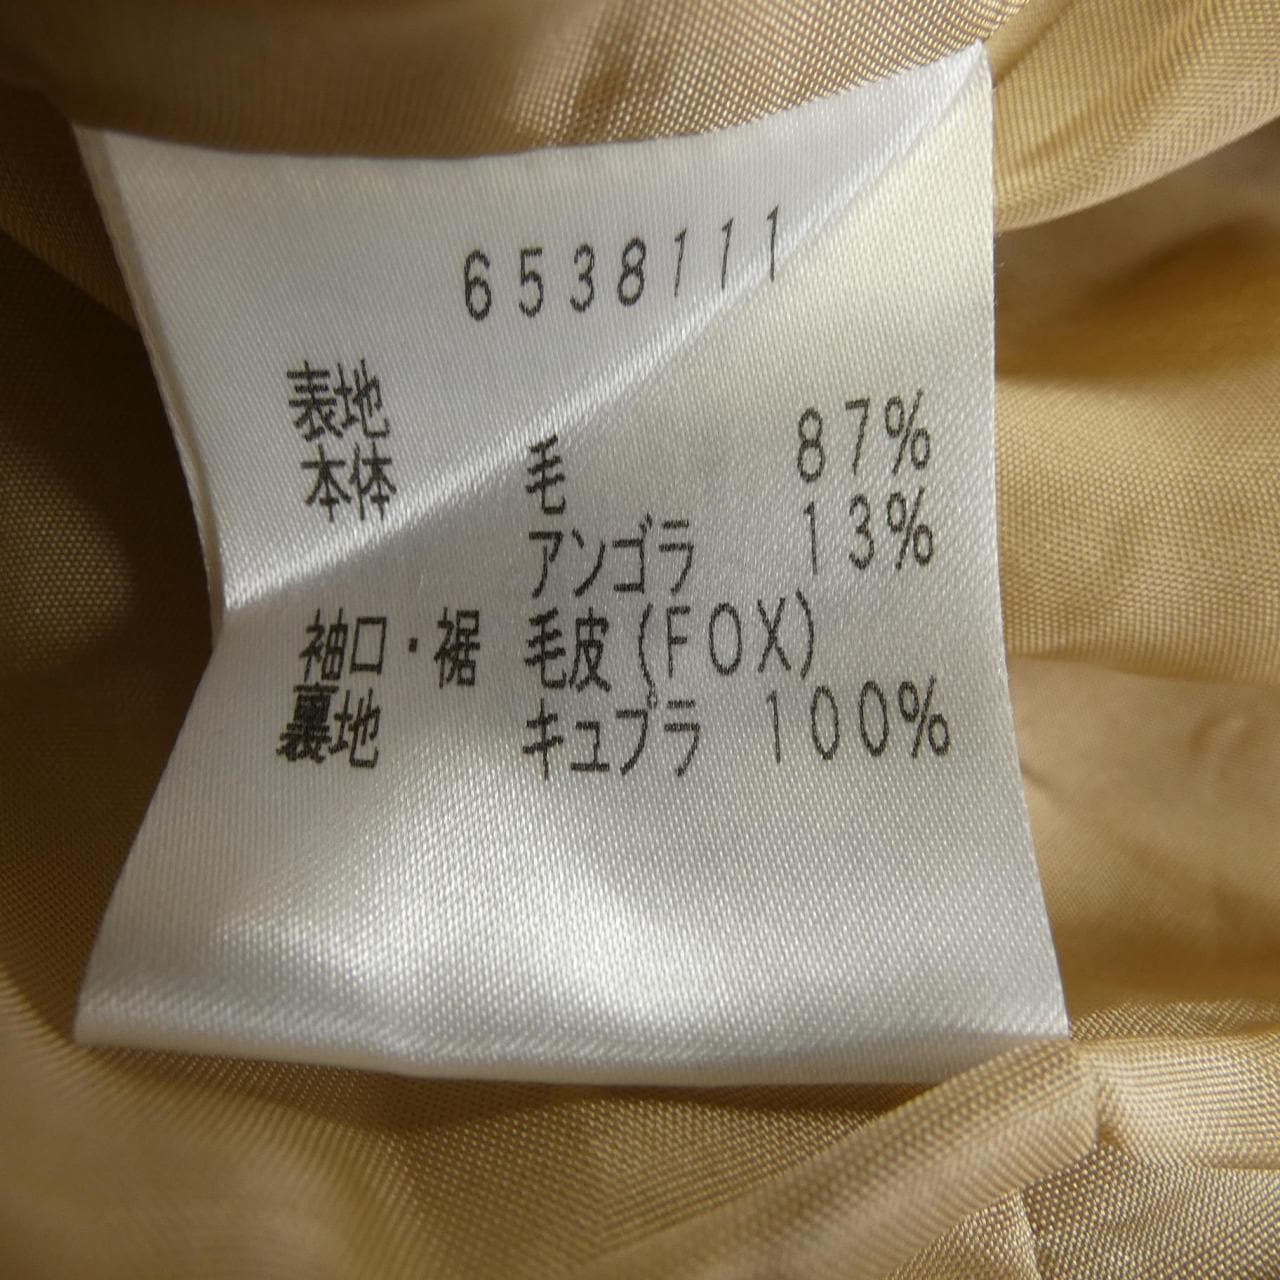 6538111
表地
本体 毛 87%
アンゴラ 13%
袖口・裾 毛皮(FOX)
裏地 キュプラ 100%